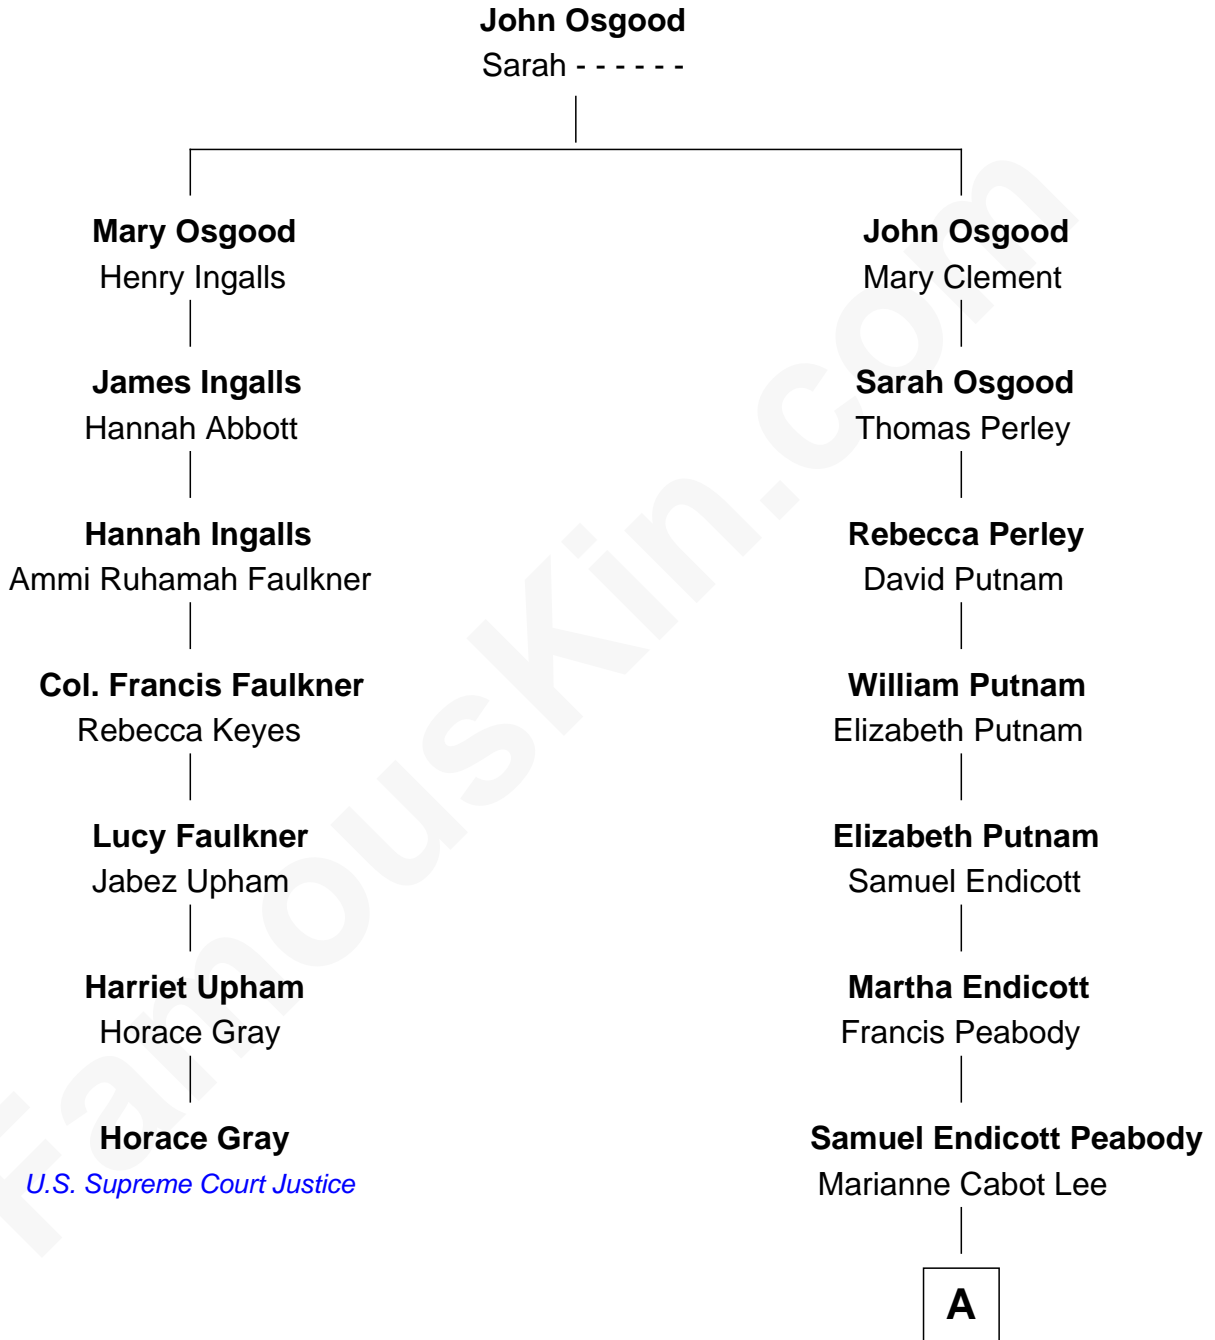 John Osgood
Sarah - - - - - -
Mary Osgood
Henry Ingalls
John Osgood
Mary Clement
James Ingalls
Hannah Abbott
Sarah Osgood
Thomas Perley
Hannah Ingalls
Ammi Ruhamah Faulkner
Rebecca Perley
David Putnam
Col. Francis Faulkner
Rebecca Keyes
William Putnam
Elizabeth Putnam
Lucy Faulkner
Jabez Upham
Elizabeth Putnam
Samuel Endicott
Harriet Upham
Horace Gray
Martha Endicott
Francis Peabody
Horace Gray
U.S. Supreme Court Justice
Samuel Endicott Peabody
Marianne Cabot Lee
A
FamousKin.com